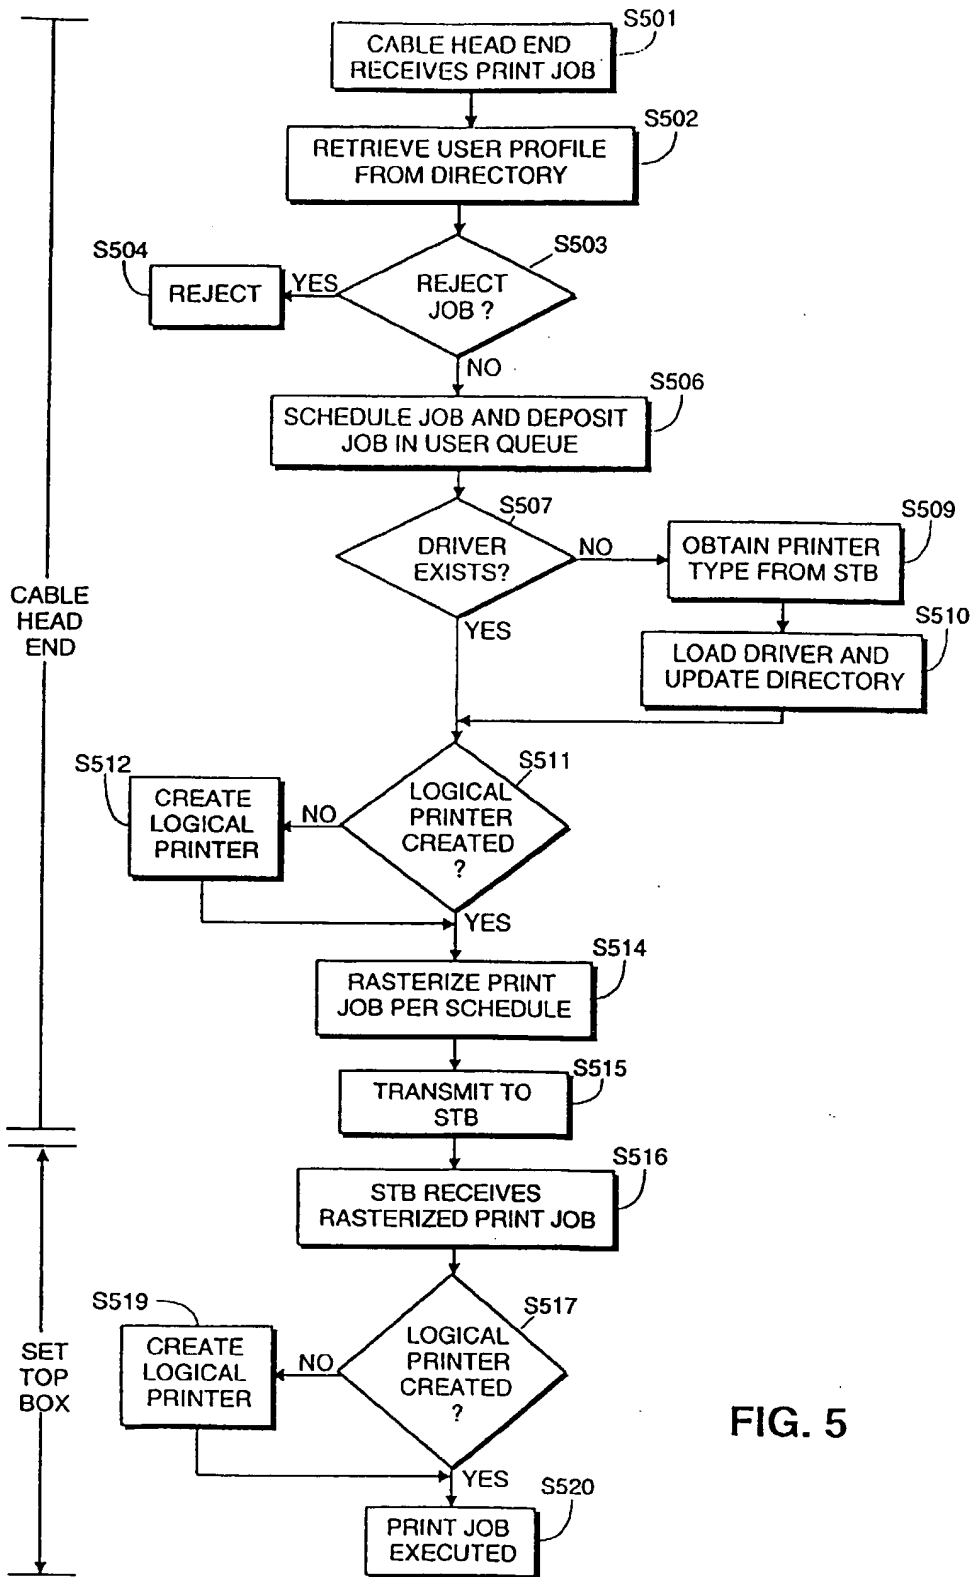 S501
CABLE HEAD END
RECEIVES PRINT JOB
S502
RETRIEVE USER PROFILE
FROM DIRECTORY
S503
REJECT
JOB ?
YES
S504
REJECT
NO
S506
SCHEDULE JOB AND DEPOSIT
JOB IN USER QUEUE
S507
DRIVER
EXISTS?
NO
S509
OBTAIN PRINTER
TYPE FROM STB
S510
LOAD DRIVER AND
UPDATE DIRECTORY
YES
CABLE
HEAD
END
S511
LOGICAL
PRINTER
CREATED
?
NO
S512
CREATE
LOGICAL
PRINTER
YES
S514
RASTERIZE PRINT
JOB PER SCHEDULE
S515
TRANSMIT TO
STB
S516
STB RECEIVES
RASTERIZED PRINT JOB
S517
LOGICAL
PRINTER
CREATED
?
NO
S519
CREATE
LOGICAL
PRINTER
SET
TOP
BOX
YES
S520
PRINT JOB
EXECUTED
FIG. 5